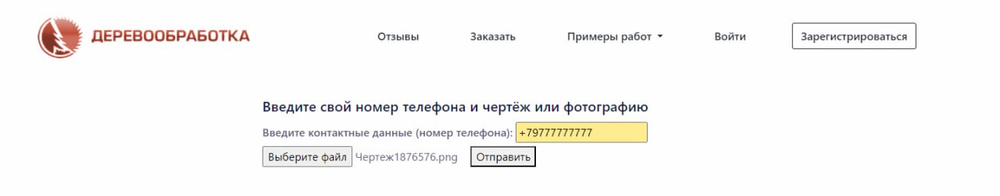 ДЕРЕВООБРАБОТКА Отзывы Заказать Примеры работ Войти Зарегистрироваться
Введите свой номер телефона и чертёж или фотографию
Введите контактные данные (номер телефона): +79777777777
Выберите файл Чертеж1876576.png Отправить